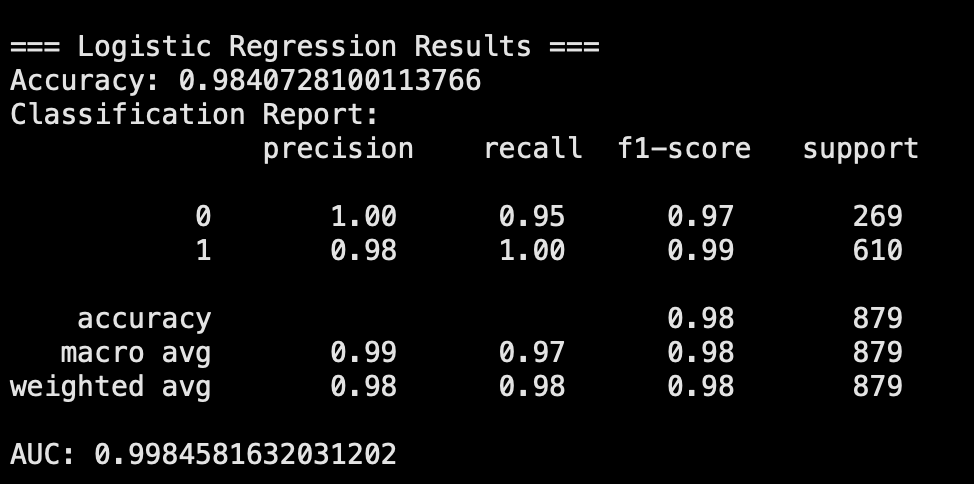 === Logistic Regression Results ===
Accuracy: 0.9840728100113766
Classification Report:
              precision    recall  f1-score   support

           0       1.00      0.95      0.97       269
           1       0.98      1.00      0.99       610

    accuracy                           0.98       879
   macro avg       0.99      0.97      0.98       879
weighted avg       0.98      0.98      0.98       879

AUC: 0.9984581632031202